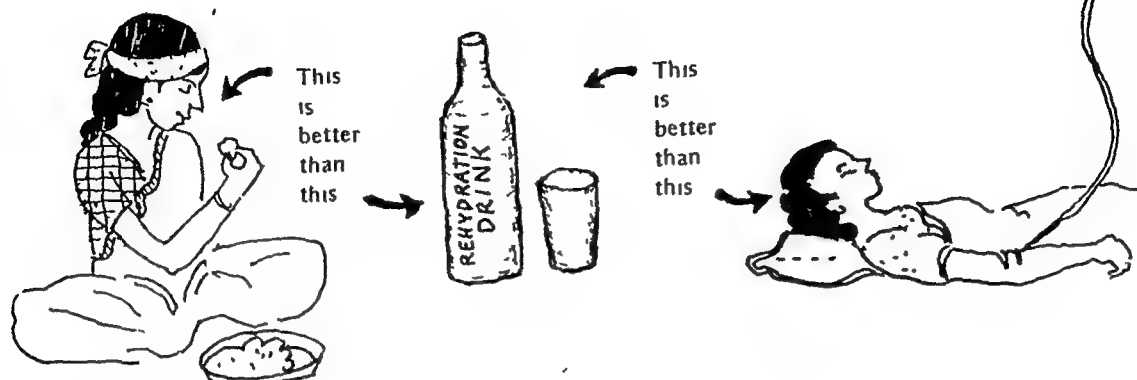 This
is
better
than
this
REHYDRATION
DRINK
This
is
better
than
this